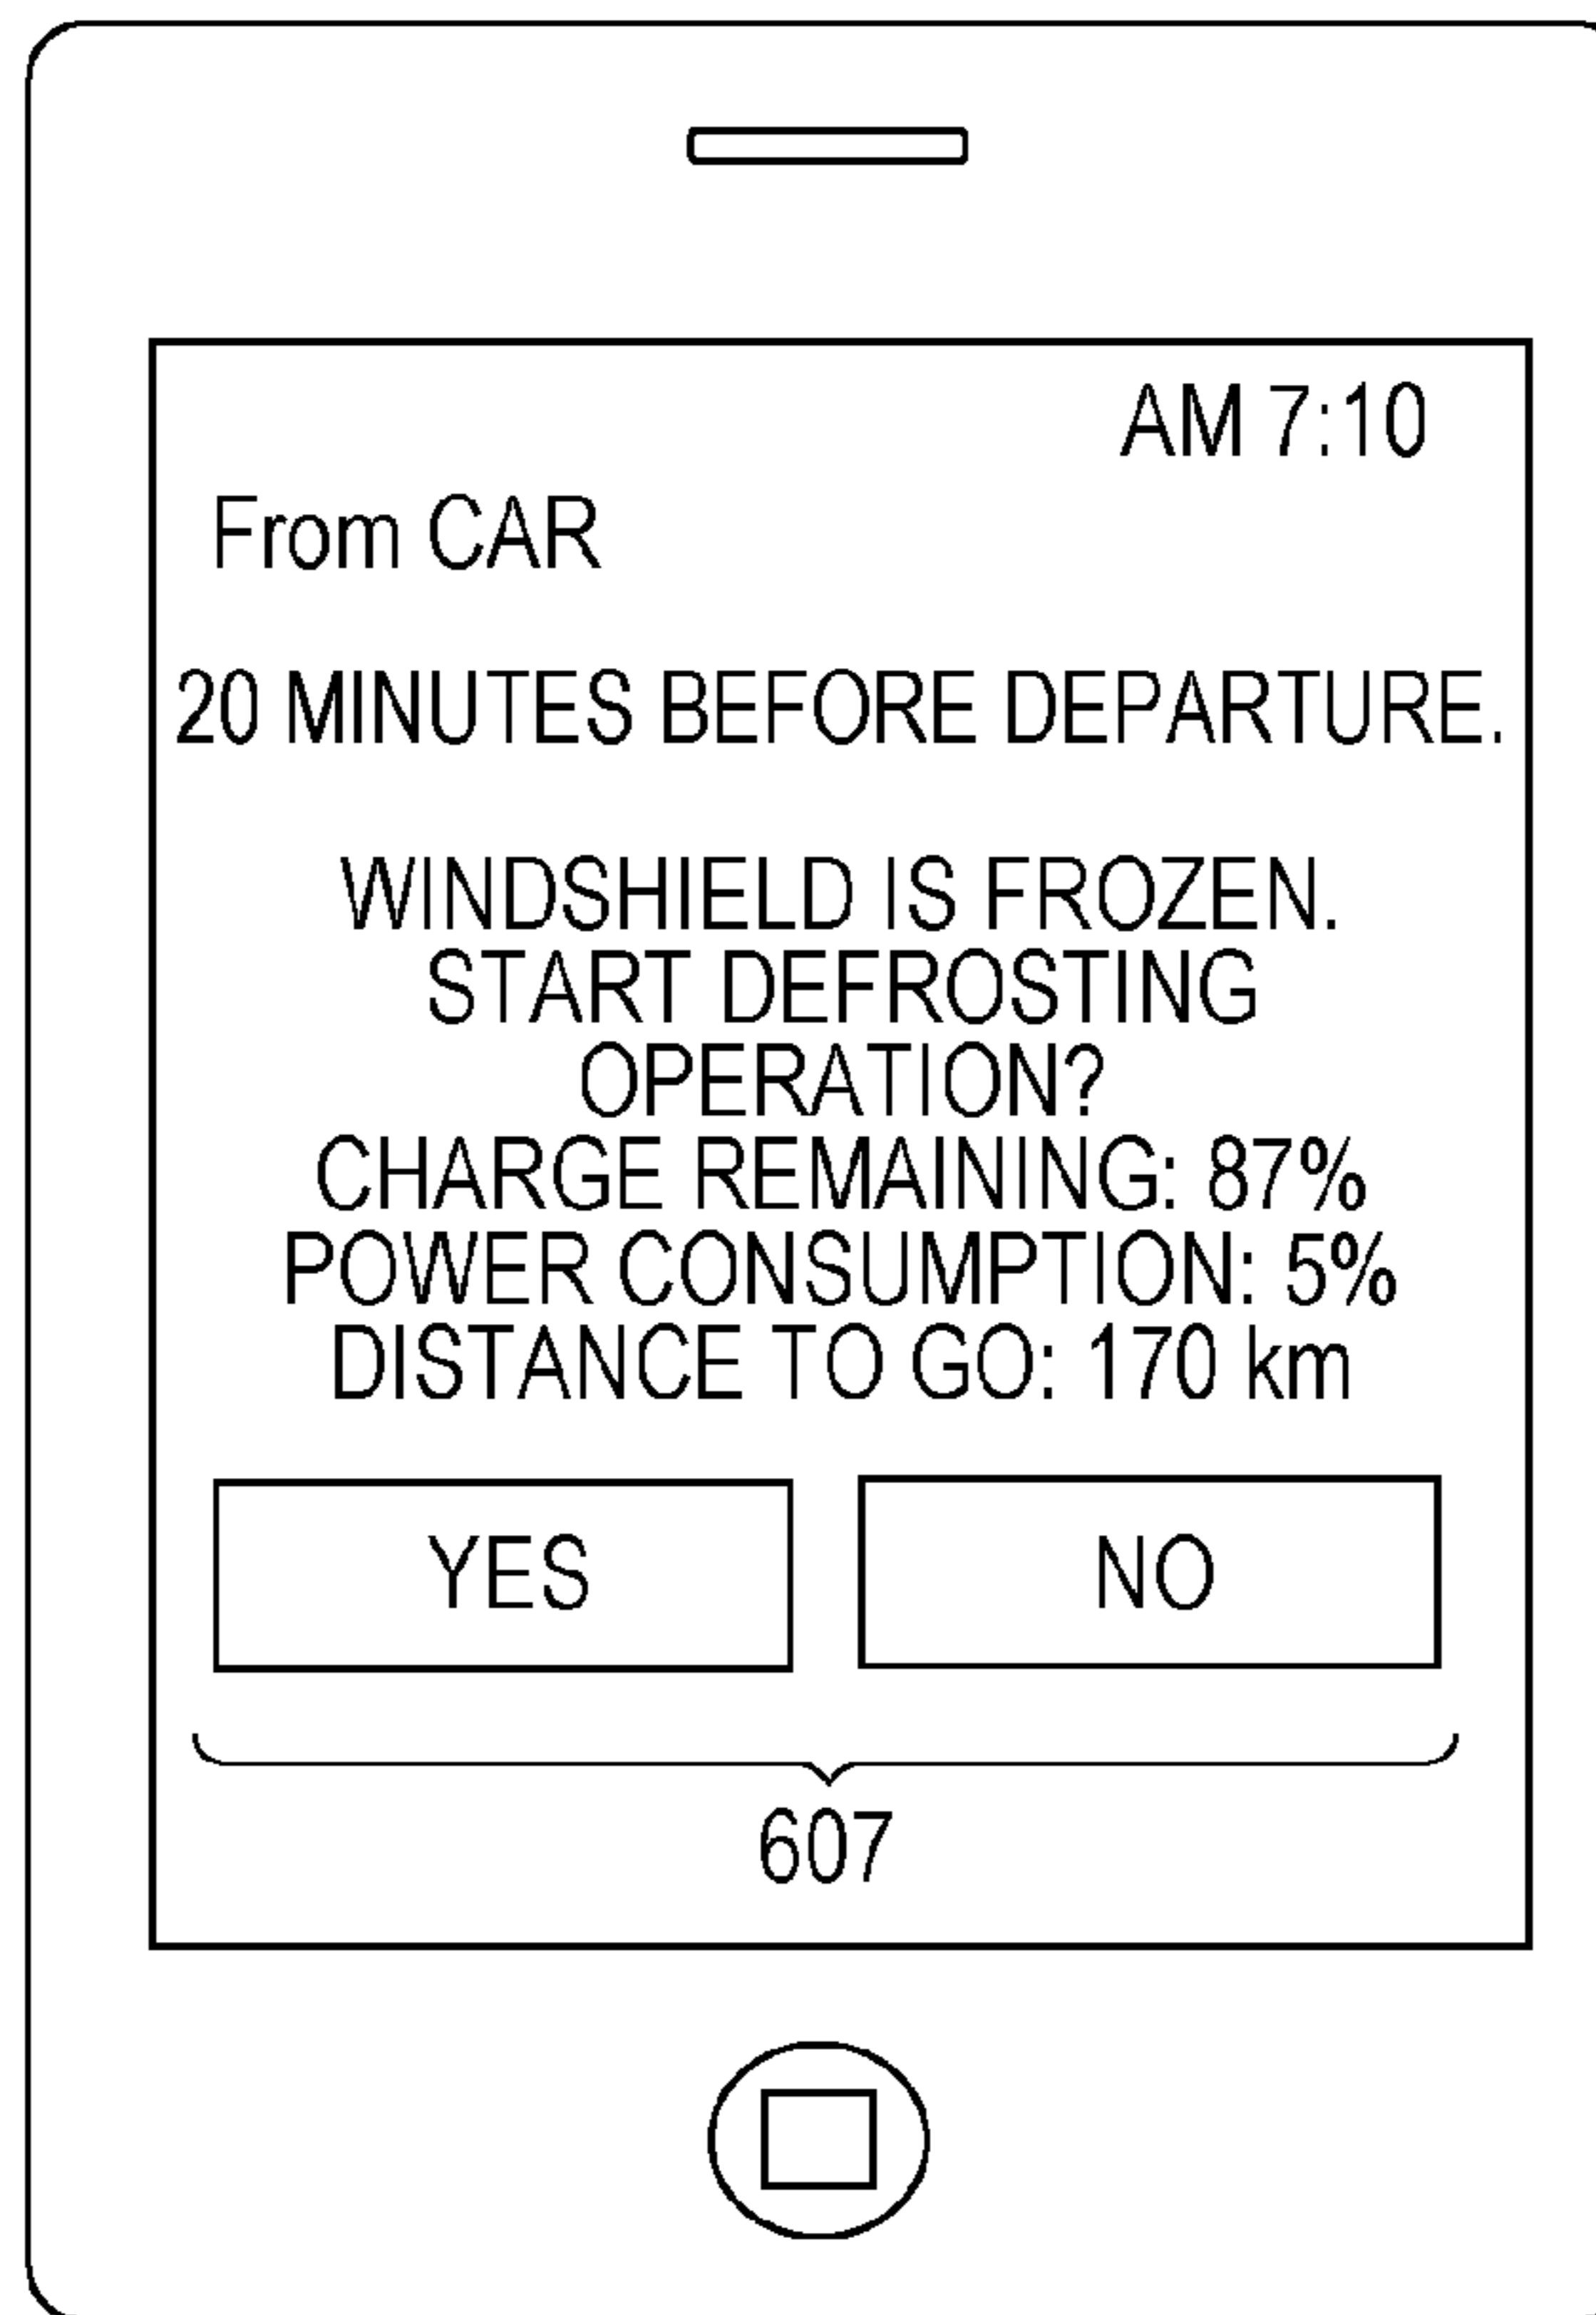 AM 7:10
From CAR
20 MINUTES BEFORE DEPARTURE.
WINDSHIELD IS FROZEN.
START DEFROSTING
OPERATION?
CHARGE REMAINING: 87%
POWER CONSUMPTION: 5%
DISTANCE TO GO: 170 km
YES NO
607